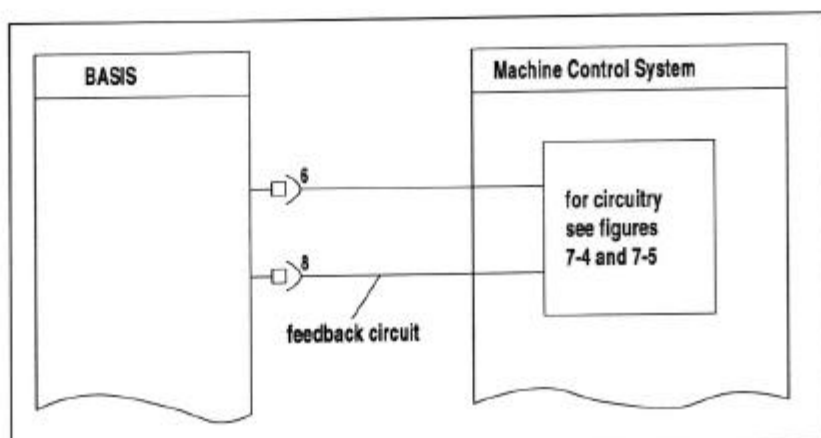 BASIS
Machine Control System
6
for circuitry
see figures
7-4 and 7-5
8
feedback circuit